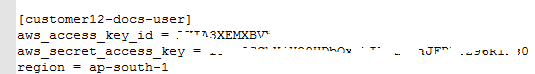 [customer12-docs-user]
aws_access_key_id =
aws_secret_access_key =
region = ap-south-1